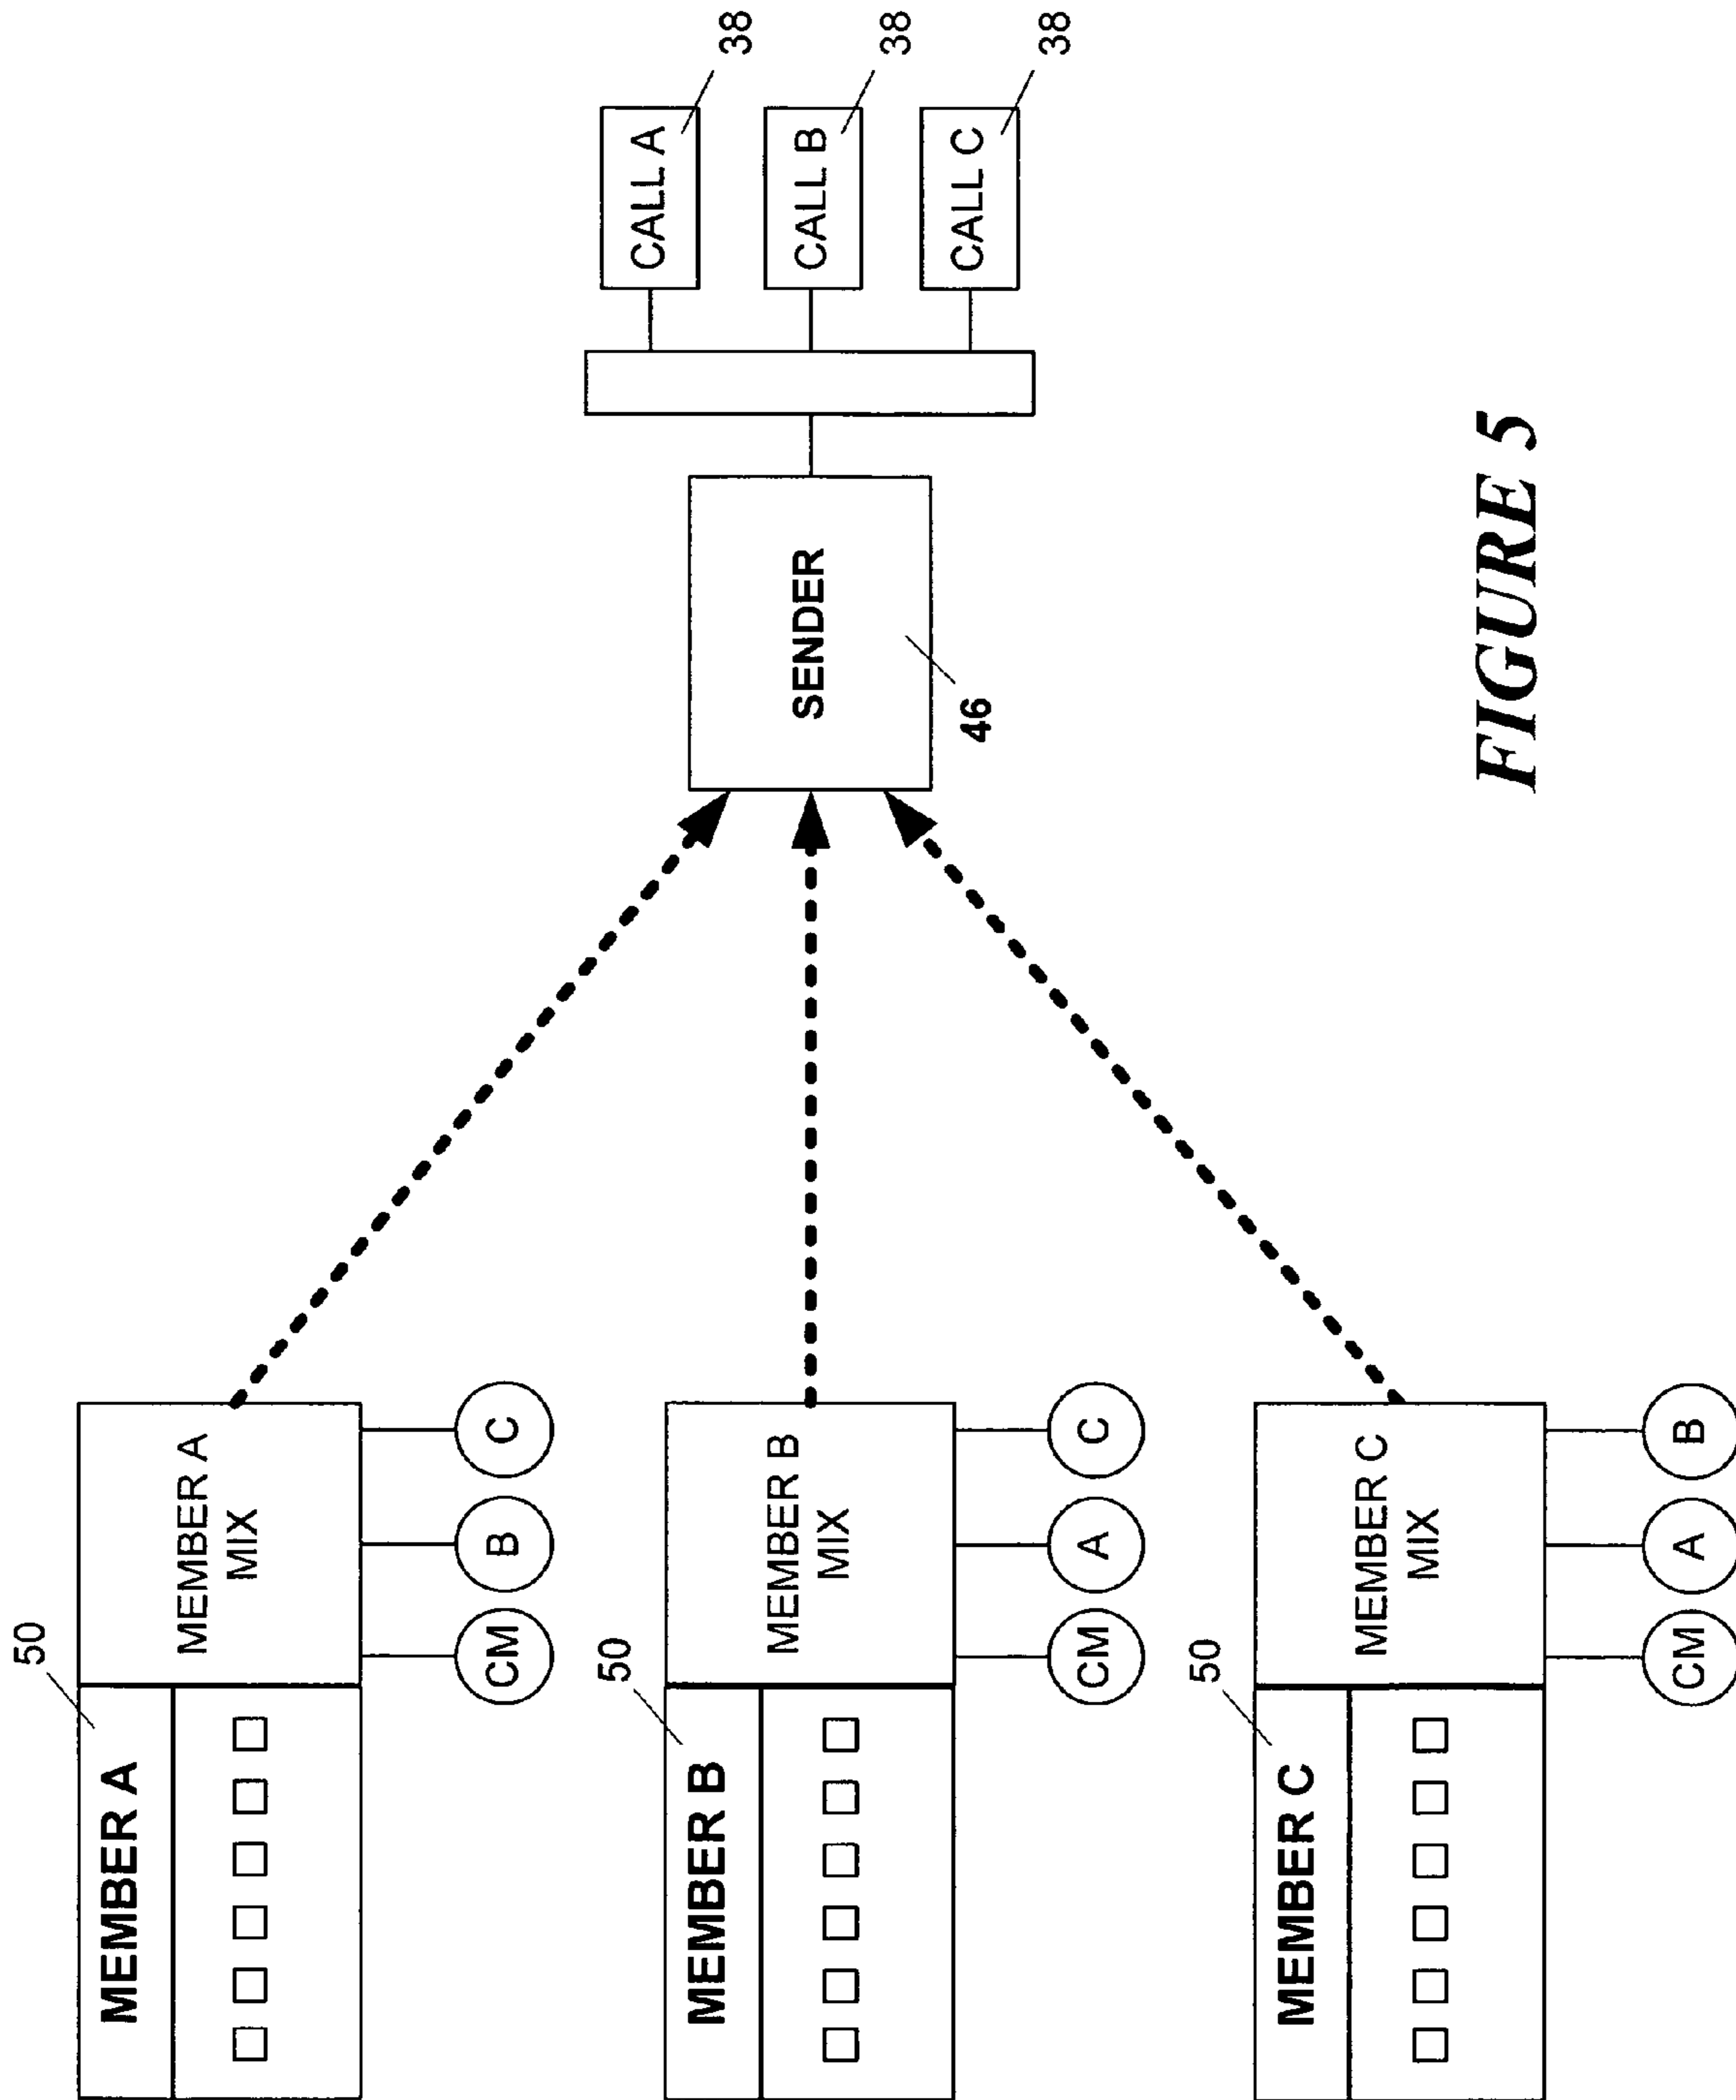 50
MEMBER A
MEMBER A
MIX
CM
B
C
50
MEMBER B
MEMBER B
MIX
CM
A
C
50
MEMBER C
MEMBER C
MIX
CM
A
B
SENDER
46
CALL A
38
CALL B
38
CALL C
38
FIGURE 5